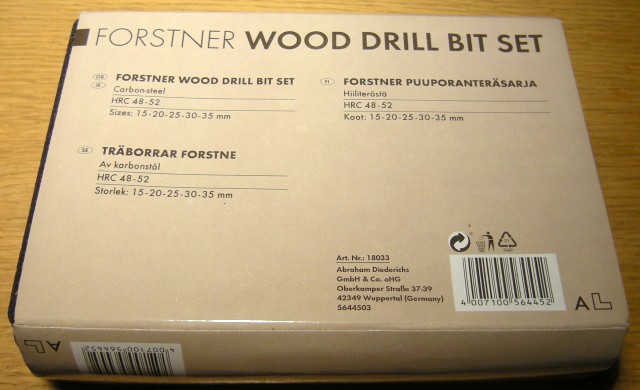 FORSTNER WOOD DRILL BIT SET
GB IE FORSTNER WOOD DRILL BIT SET
Carbon-steel
HRC 48-52
Sizes: 15-20-25-30-35 mm
FI FORSTNER PUUPORANTERÄSARJA
Hiiliterästä
HRC 48-52
Koot: 15-20-25-30-35 mm
SE TRÄBORRAR FORSTNE
Av karbonstål
HRC 48-52
Storlek: 15-20-25-30-35 mm
Art. Nr.: 18033
Abraham Diederichs
GmbH & Co. oHG
Oberkamper Straße 37-39
42349 Wuppertal (Germany)
5644503
4 007100 564452
A
A
4 007100 564452